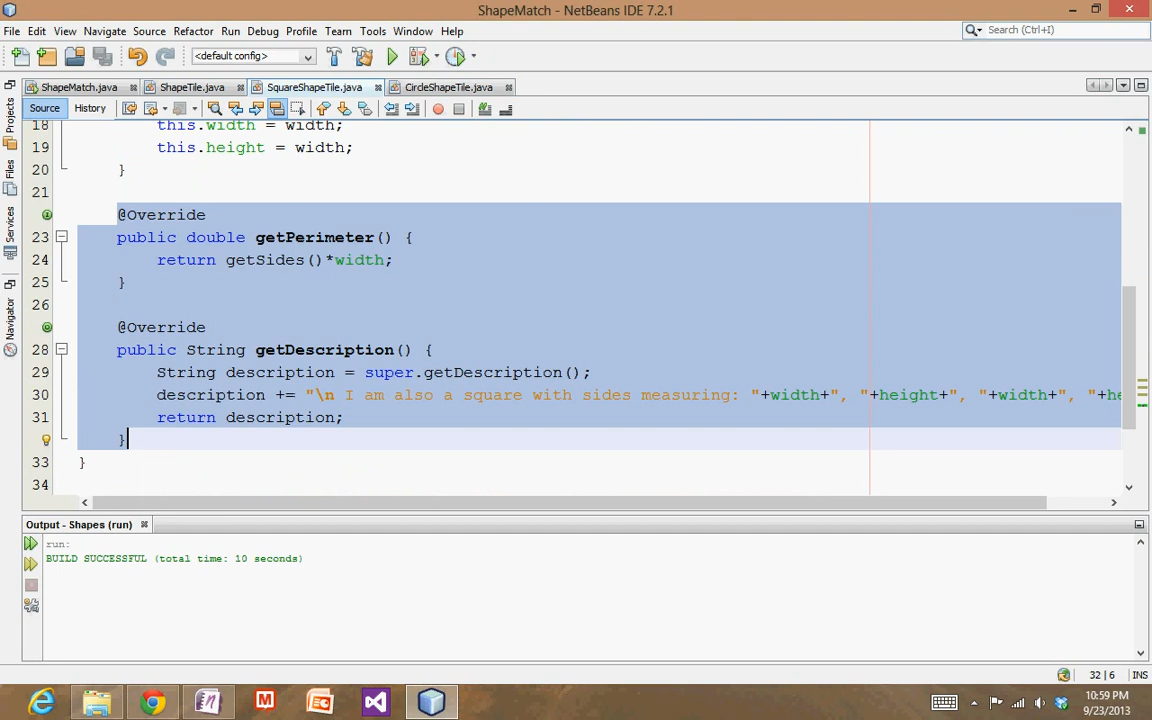 ShapeMatch - NetBeans IDE 7.2.1
File Edit View Navigate Source Refactor Run Debug Profile Team Tools Window Help
Search (Ctrl+I)
<default config>
ShapeMatch.java ShapeTile.java SquareShapeTile.java CircleShapeTile.java
Source History
Projects
Files
Services
Navigator
18 this.width = width;
19 this.height = width;
20 }
21
@Override
23 public double getPerimeter() {
24 return getSides()*width;
25 }
26
@Override
28 public String getDescription() {
29 String description = super.getDescription();
30 description += "\n I am also a square with sides measuring: "+width+", "+height+", "+width+", "+he
31 return description;
}
33 }
34
Output - Shapes (run)
run:
BUILD SUCCESSFUL (total time: 10 seconds)
32 | 6 INS
10:59 PM
9/23/2013